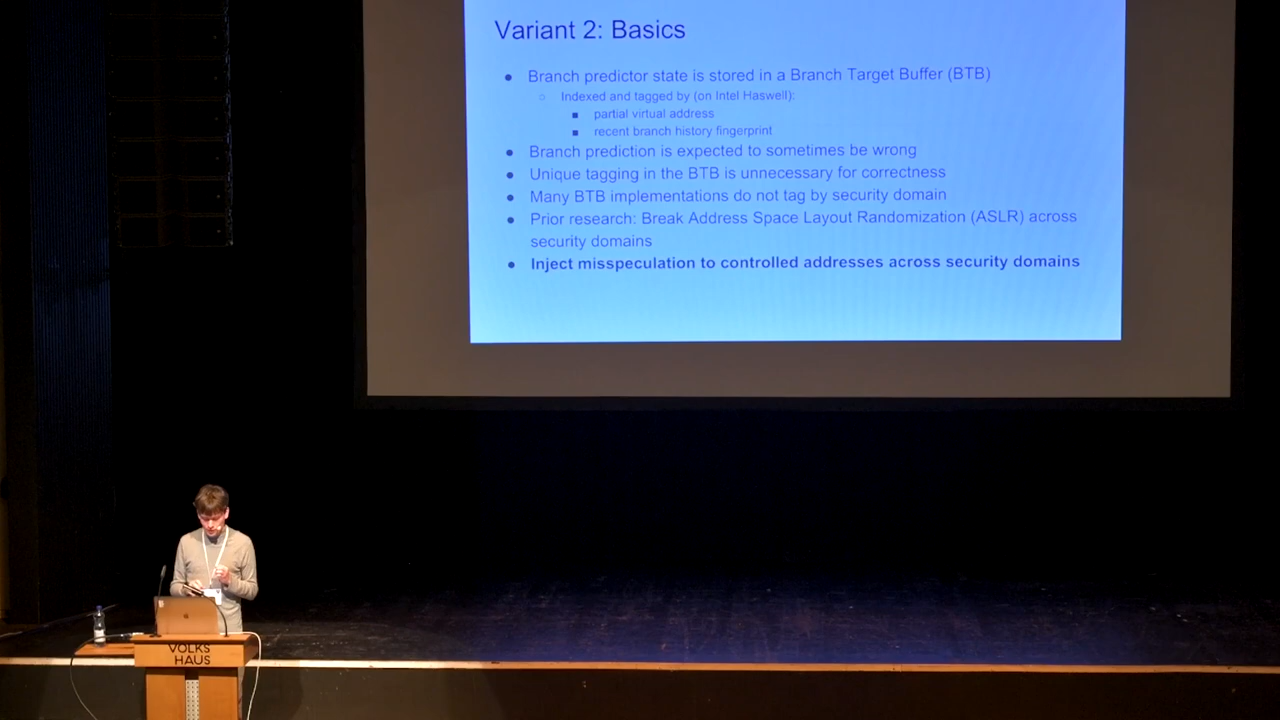 Variant 2: Basics
● Branch predictor state is stored in a Branch Target Buffer (BTB)
○ Indexed and tagged by (on Intel Haswell):
■ partial virtual address
■ recent branch history fingerprint
● Branch prediction is expected to sometimes be wrong
● Unique tagging in the BTB is unnecessary for correctness
● Many BTB implementations do not tag by security domain
● Prior research: Break Address Space Layout Randomization (ASLR) across
security domains
● Inject misspeculation to controlled addresses across security domains
VOLKS
HAUS